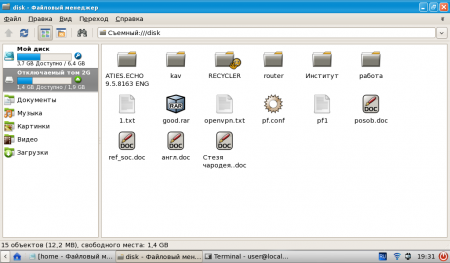 disk - Файловый менеджер
Файл Правка Вид Переход Справка
Съемный:///disk
Мой диск
3,7 GB Доступно / 6,4 GB
Отключаемый том 2G
1,4 GB Доступно / 1,9 GB
Документы
Музыка
Картинки
Видео
Загрузки
ATIES.ECHO
9.5.8163 ENG
kav
RECYCLER
router
Институт
работа
1.txt
good.rar
openvpn.txt
pf.conf
pf1
posob.doc
ref_soc.doc
англ.doc
Стезя
чародея..doc
15 объектов (12,2 MB), свободного места: 1,4 GB
[home - Файловый м...
disk - Файловый мен...
Terminal - user@local...
RU
19:31